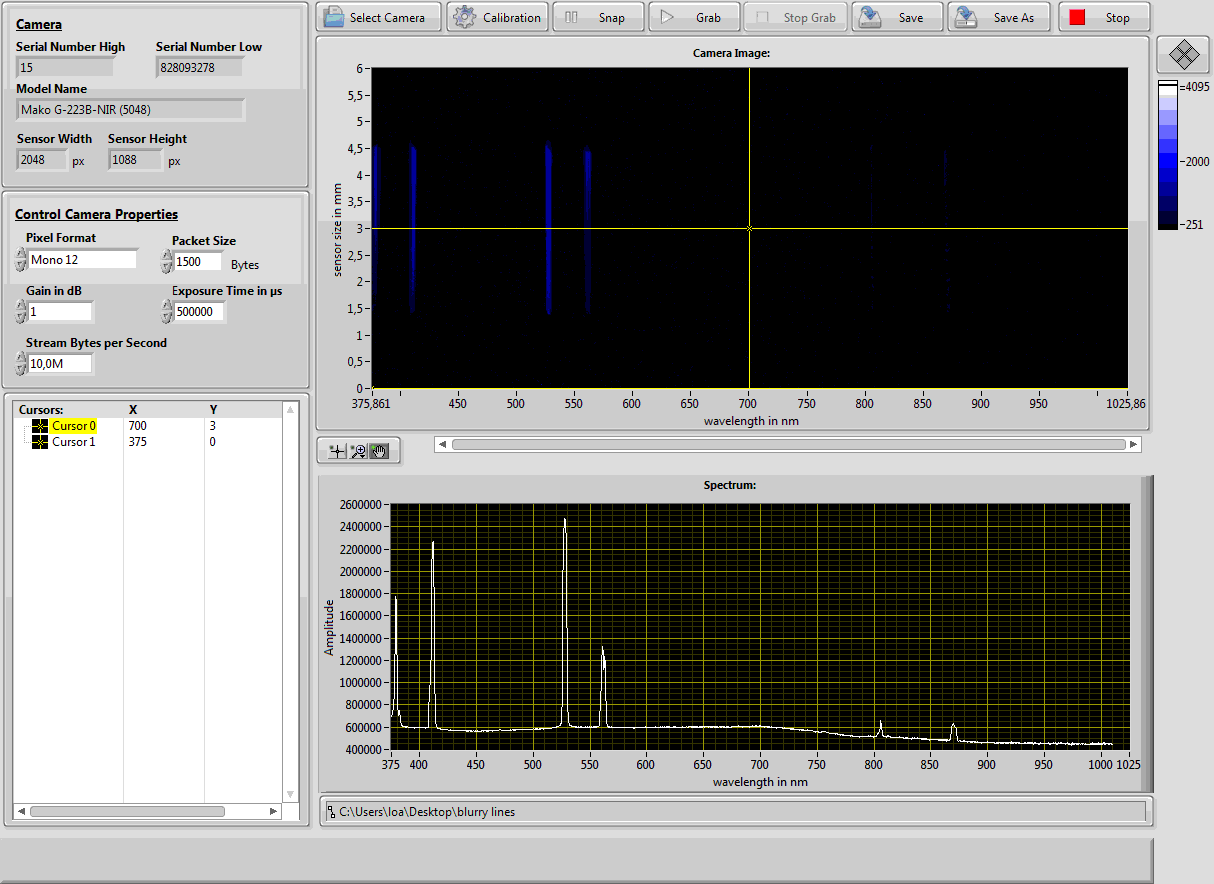 Select Camera Calibration Snap Grab Stop Grab Save Save As Stop
Camera
Serial Number High Serial Number Low
15 828093278
Model Name
Mako G-223B-NIR (5048)
Sensor Width Sensor Height
2048 px 1088 px
Control Camera Properties
Pixel Format Packet Size
Mono 12 1500 Bytes
Gain in dB Exposure Time in µs
1 500000
Stream Bytes per Second
10,0M
Cursors: X Y
Cursor 0 700 3
Cursor 1 375 0
Camera Image:
6
5,5
5
4,5
4
3,5
3
2,5
2
1,5
1
0,5
0
sensor size in mm
375,861 450 500 550 600 650 700 750 800 850 900 950 1025,86
wavelength in nm
4095
2000
251
Spectrum:
2600000
2400000
2200000
2000000
1800000
1600000
1400000
1200000
1000000
800000
600000
400000
Amplitude
375 400 450 500 550 600 650 700 750 800 850 900 950 1000 1025
wavelength in nm
C:\Users\loa\Desktop\blurry lines